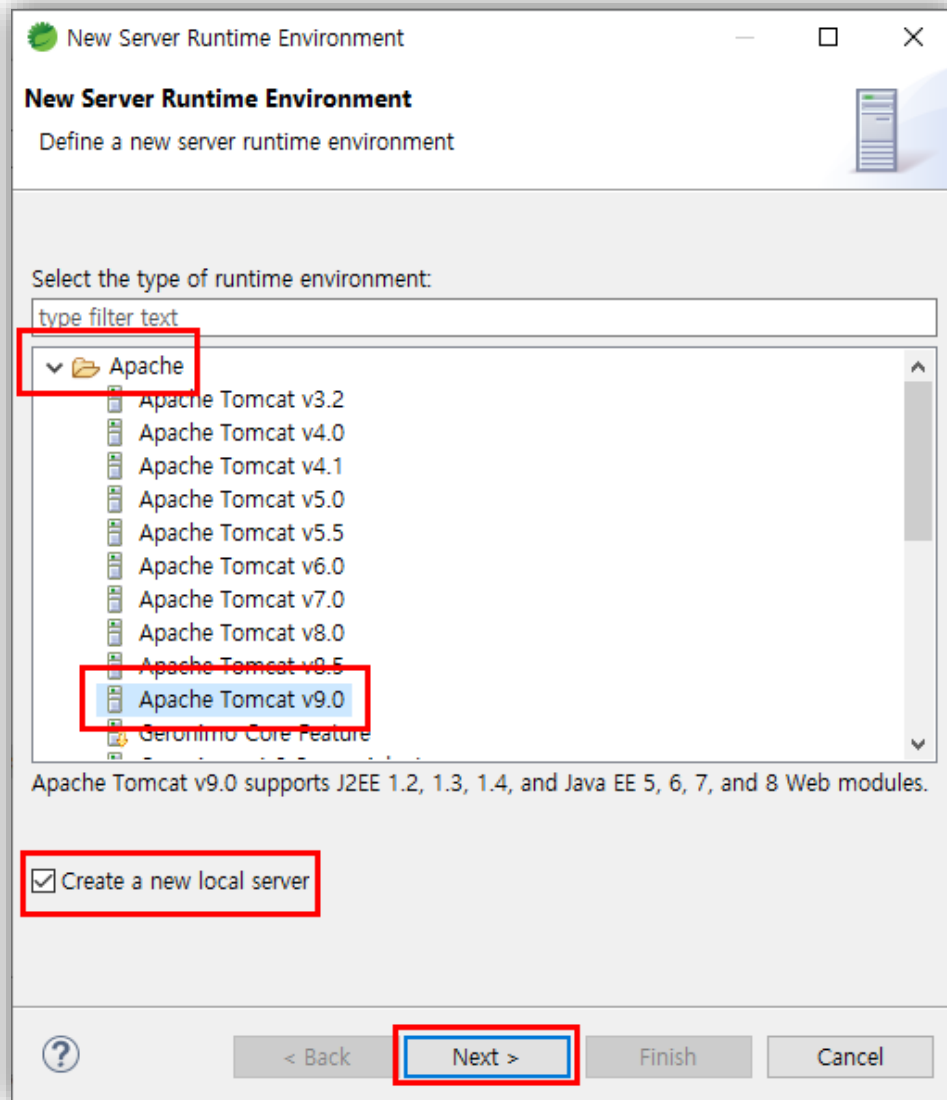 New Server Runtime Environment
New Server Runtime Environment
Define a new server runtime environment
Select the type of runtime environment:
type filter text
Apache
Apache Tomcat v3.2
Apache Tomcat v4.0
Apache Tomcat v4.1
Apache Tomcat v5.0
Apache Tomcat v5.5
Apache Tomcat v6.0
Apache Tomcat v7.0
Apache Tomcat v8.0
Apache Tomcat v8.5
Apache Tomcat v9.0
Geronimo Core Feature
Apache Tomcat v9.0 supports J2EE 1.2, 1.3, 1.4, and Java EE 5, 6, 7, and 8 Web modules.
Create a new local server
? < Back Next > Finish Cancel